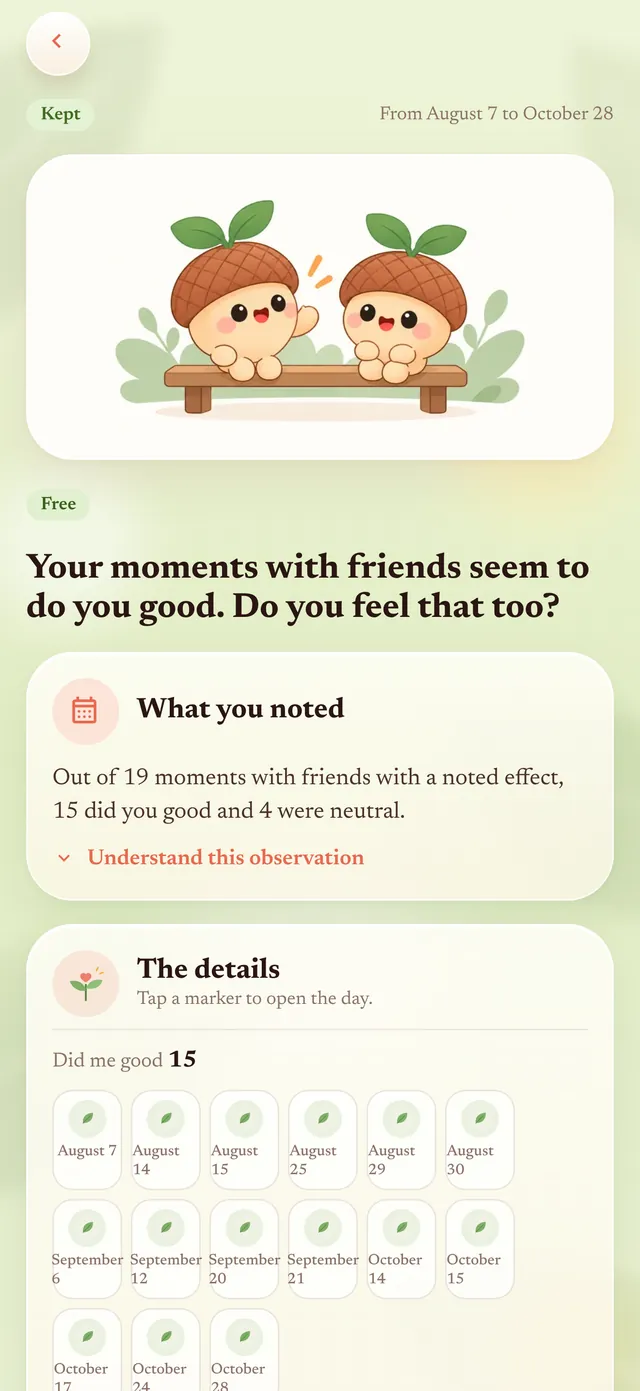 Kept
From August 7 to October 28
Free
Your moments with friends seem to
do you good. Do you feel that too?
What you noted
Out of 19 moments with friends with a noted effect,
15 did you good and 4 were neutral.
Understand this observation
The details
Tap a marker to open the day.
Did me good 15
August 7
August
14
August
15
August
25
August
29
August
30
September
6
September
12
September
20
September
21
October
14
October
15
October
17
October
24
October
28